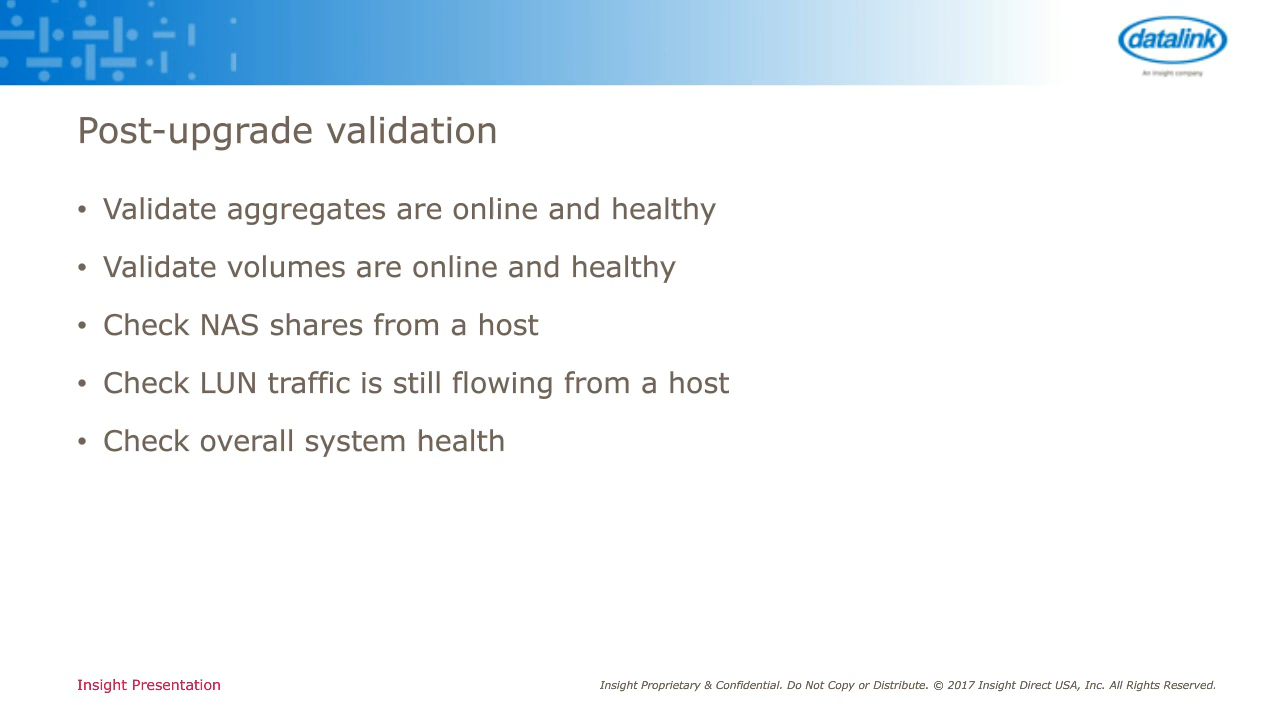 datalink
An Insight company
Post-upgrade validation
• Validate aggregates are online and healthy
• Validate volumes are online and healthy
• Check NAS shares from a host
• Check LUN traffic is still flowing from a host
• Check overall system health
Insight Presentation
Insight Proprietary & Confidential. Do Not Copy or Distribute. © 2017 Insight Direct USA, Inc. All Rights Reserved.